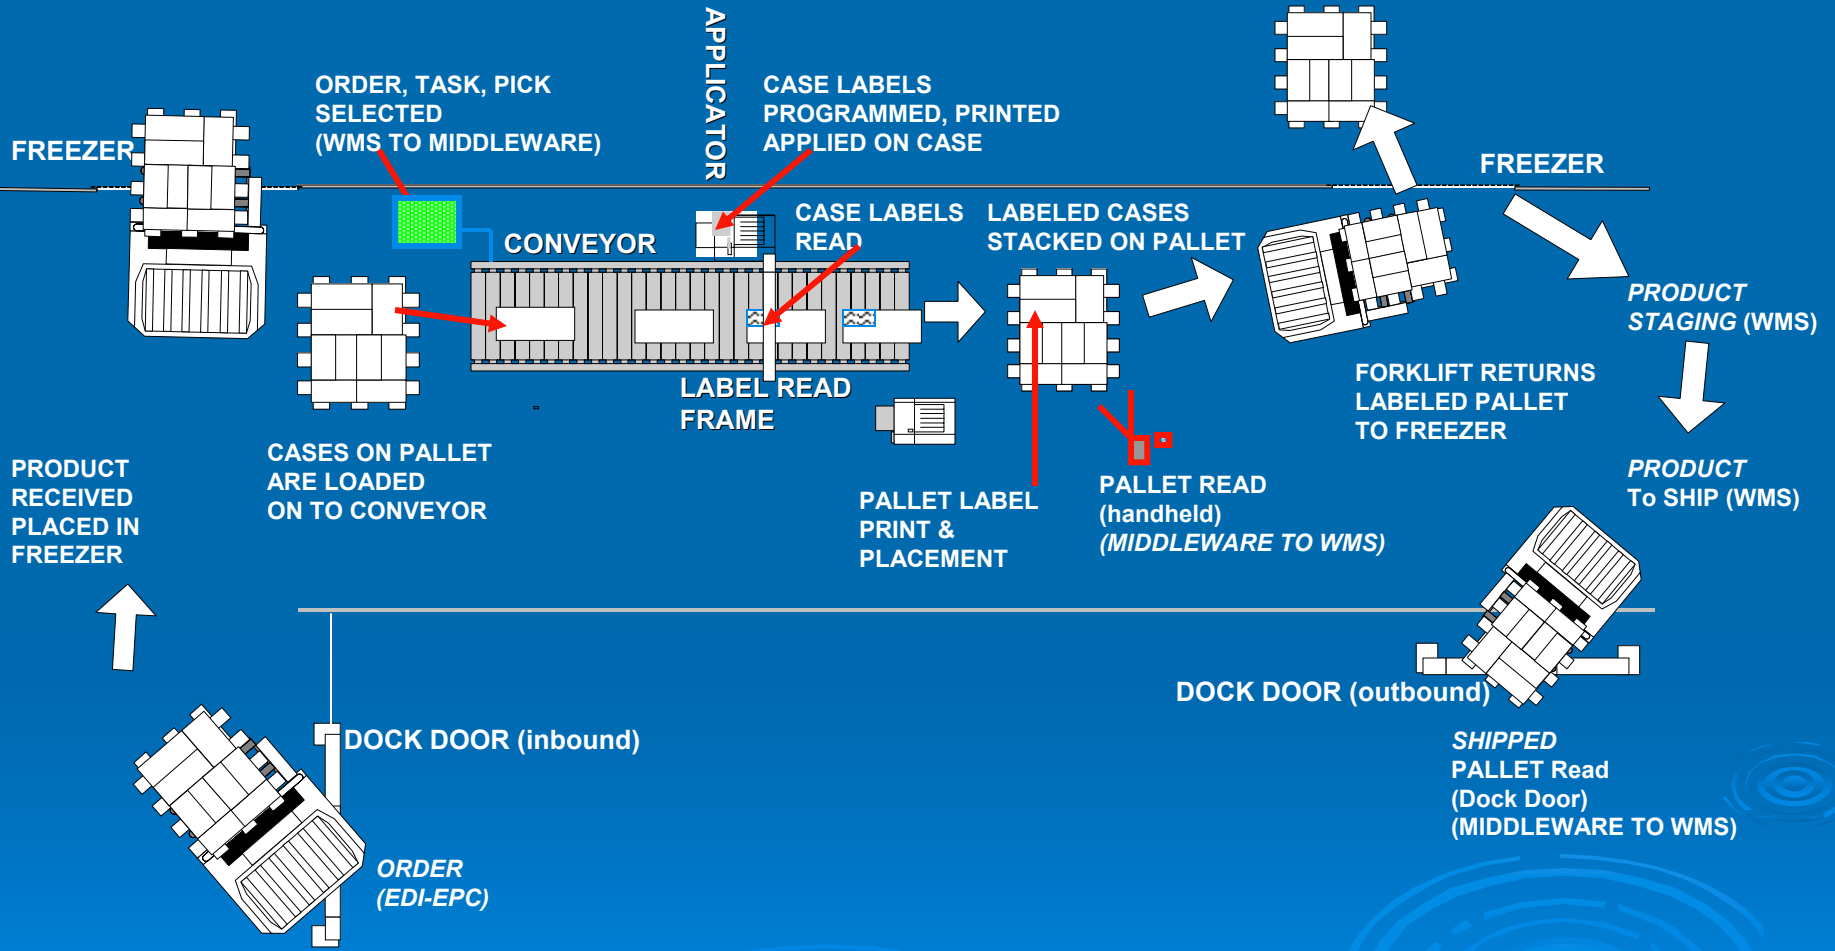 APPLICATOR
ORDER, TASK, PICK
SELECTED
(WMS TO MIDDLEWARE)
CASE LABELS
PROGRAMMED, PRINTED
APPLIED ON CASE
FREEZER
FREEZER
CASE LABELS
READ
LABELED CASES
STACKED ON PALLET
CONVEYOR
PRODUCT
STAGING (WMS)
LABEL READ
FRAME
FORKLIFT RETURNS
LABELED PALLET
TO FREEZER
CASES ON PALLET
ARE LOADED
ON TO CONVEYOR
PRODUCT
RECEIVED
PLACED IN
FREEZER
PALLET LABEL
PRINT &
PLACEMENT
PALLET READ
(handheld)
(MIDDLEWARE TO WMS)
PRODUCT
To SHIP (WMS)
DOCK DOOR (outbound)
DOCK DOOR (inbound)
SHIPPED
PALLET Read
(Dock Door)
(MIDDLEWARE TO WMS)
ORDER
(EDI-EPC)